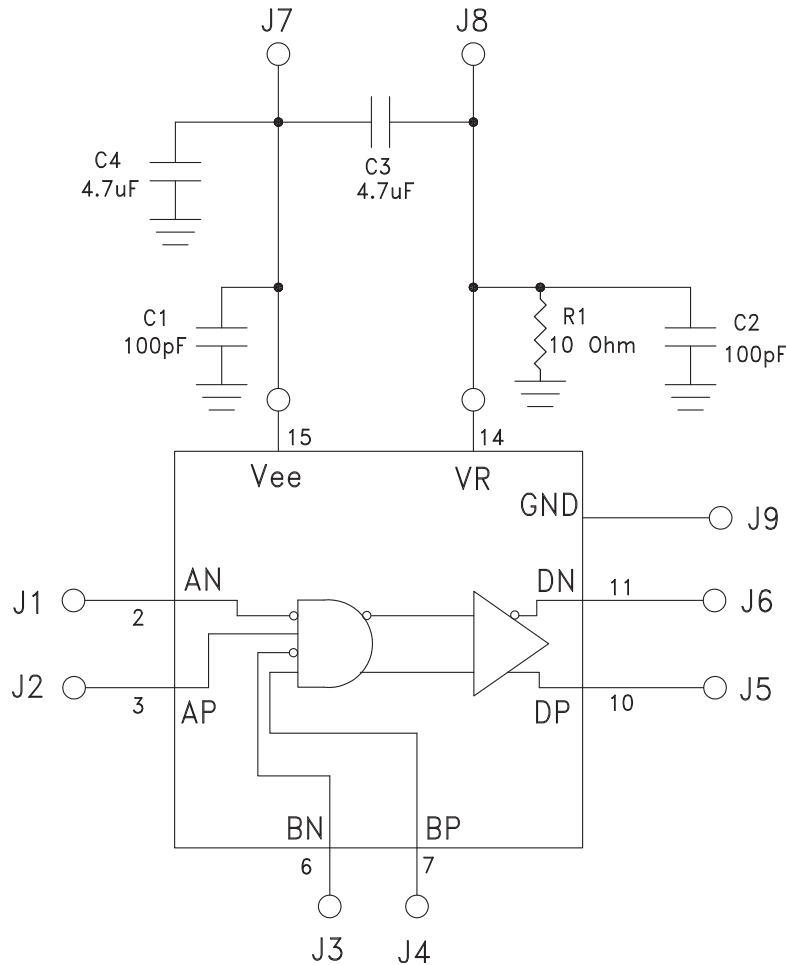 J7
J8
C4
4.7uF
C3
4.7uF
C1
100pF
R1
10 Ohm
C2
100pF
15
14
Vee
VR
GND
J9
AN
DN
J1
2
11
J6
J2
3
AP
DP
10
J5
BN
BP
6
7
J3
J4